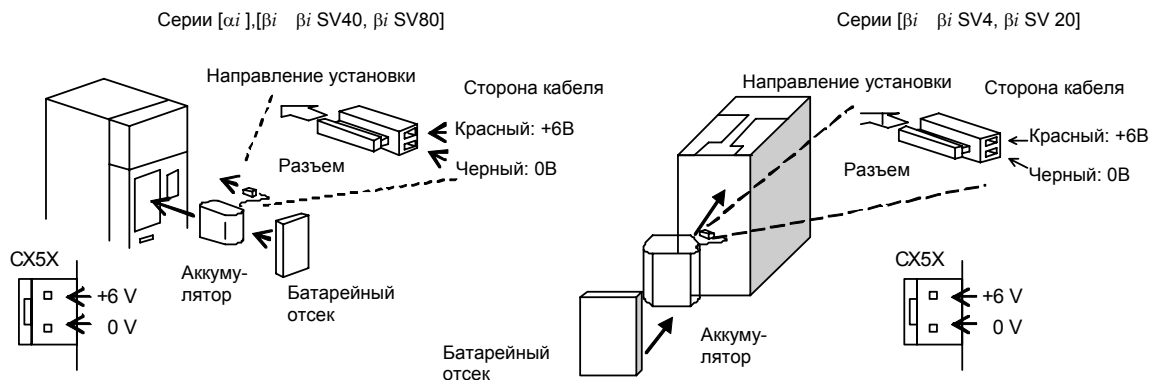 Серии [αi ],[βi βi SV40, βi SV80]
Направление установки
Сторона кабеля
Красный: +6В
Черный: 0В
Разъем
CX5X
+6 V
0 V
Аккуму-
лятор
Батарейный
отсек
Серии [βi βi SV4, βi SV 20]
Направление установки
Сторона кабеля
Красный: +6В
Черный: 0В
Разъем
CX5X
+6 V
0 V
Аккуму-
лятор
Батарейный
отсек